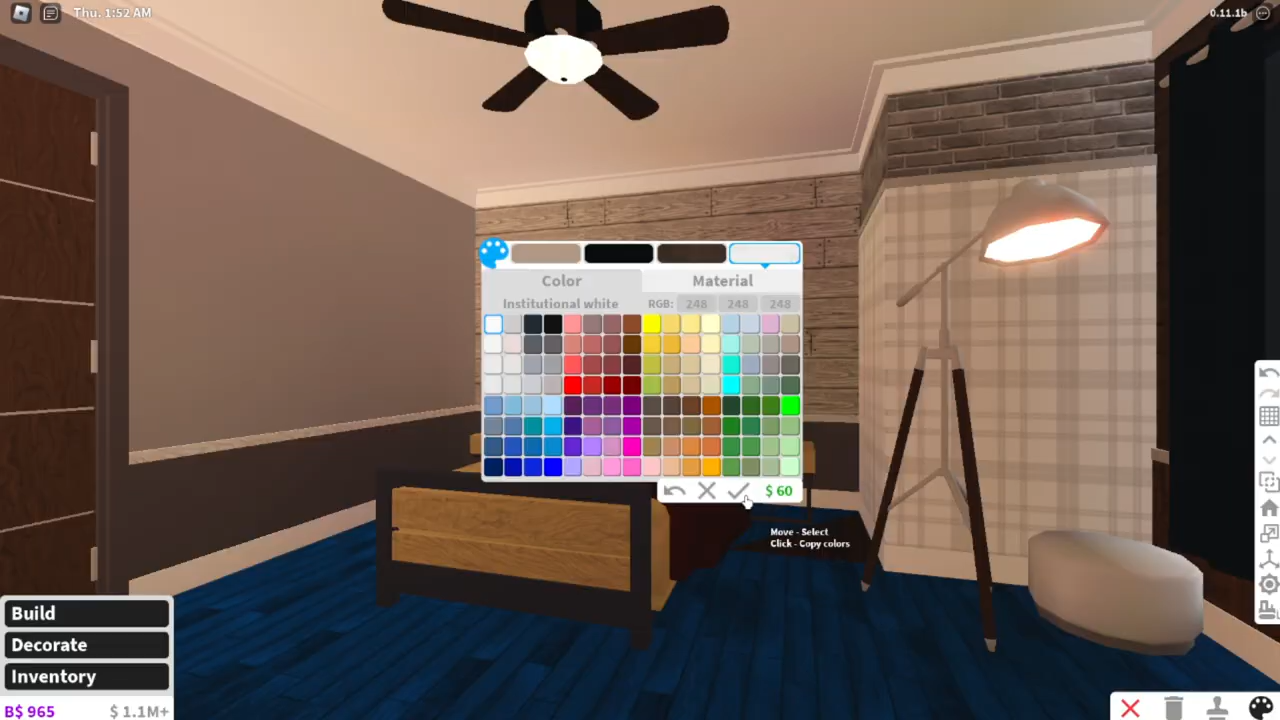 Thu. 1:52 AM
0.11.1b
Color
Material
Institutional white
RGB: 248 248 248
$ 60
Move - Select
Click - Copy colors
Build
Decorate
Inventory
B$ 965
$ 1.1M+